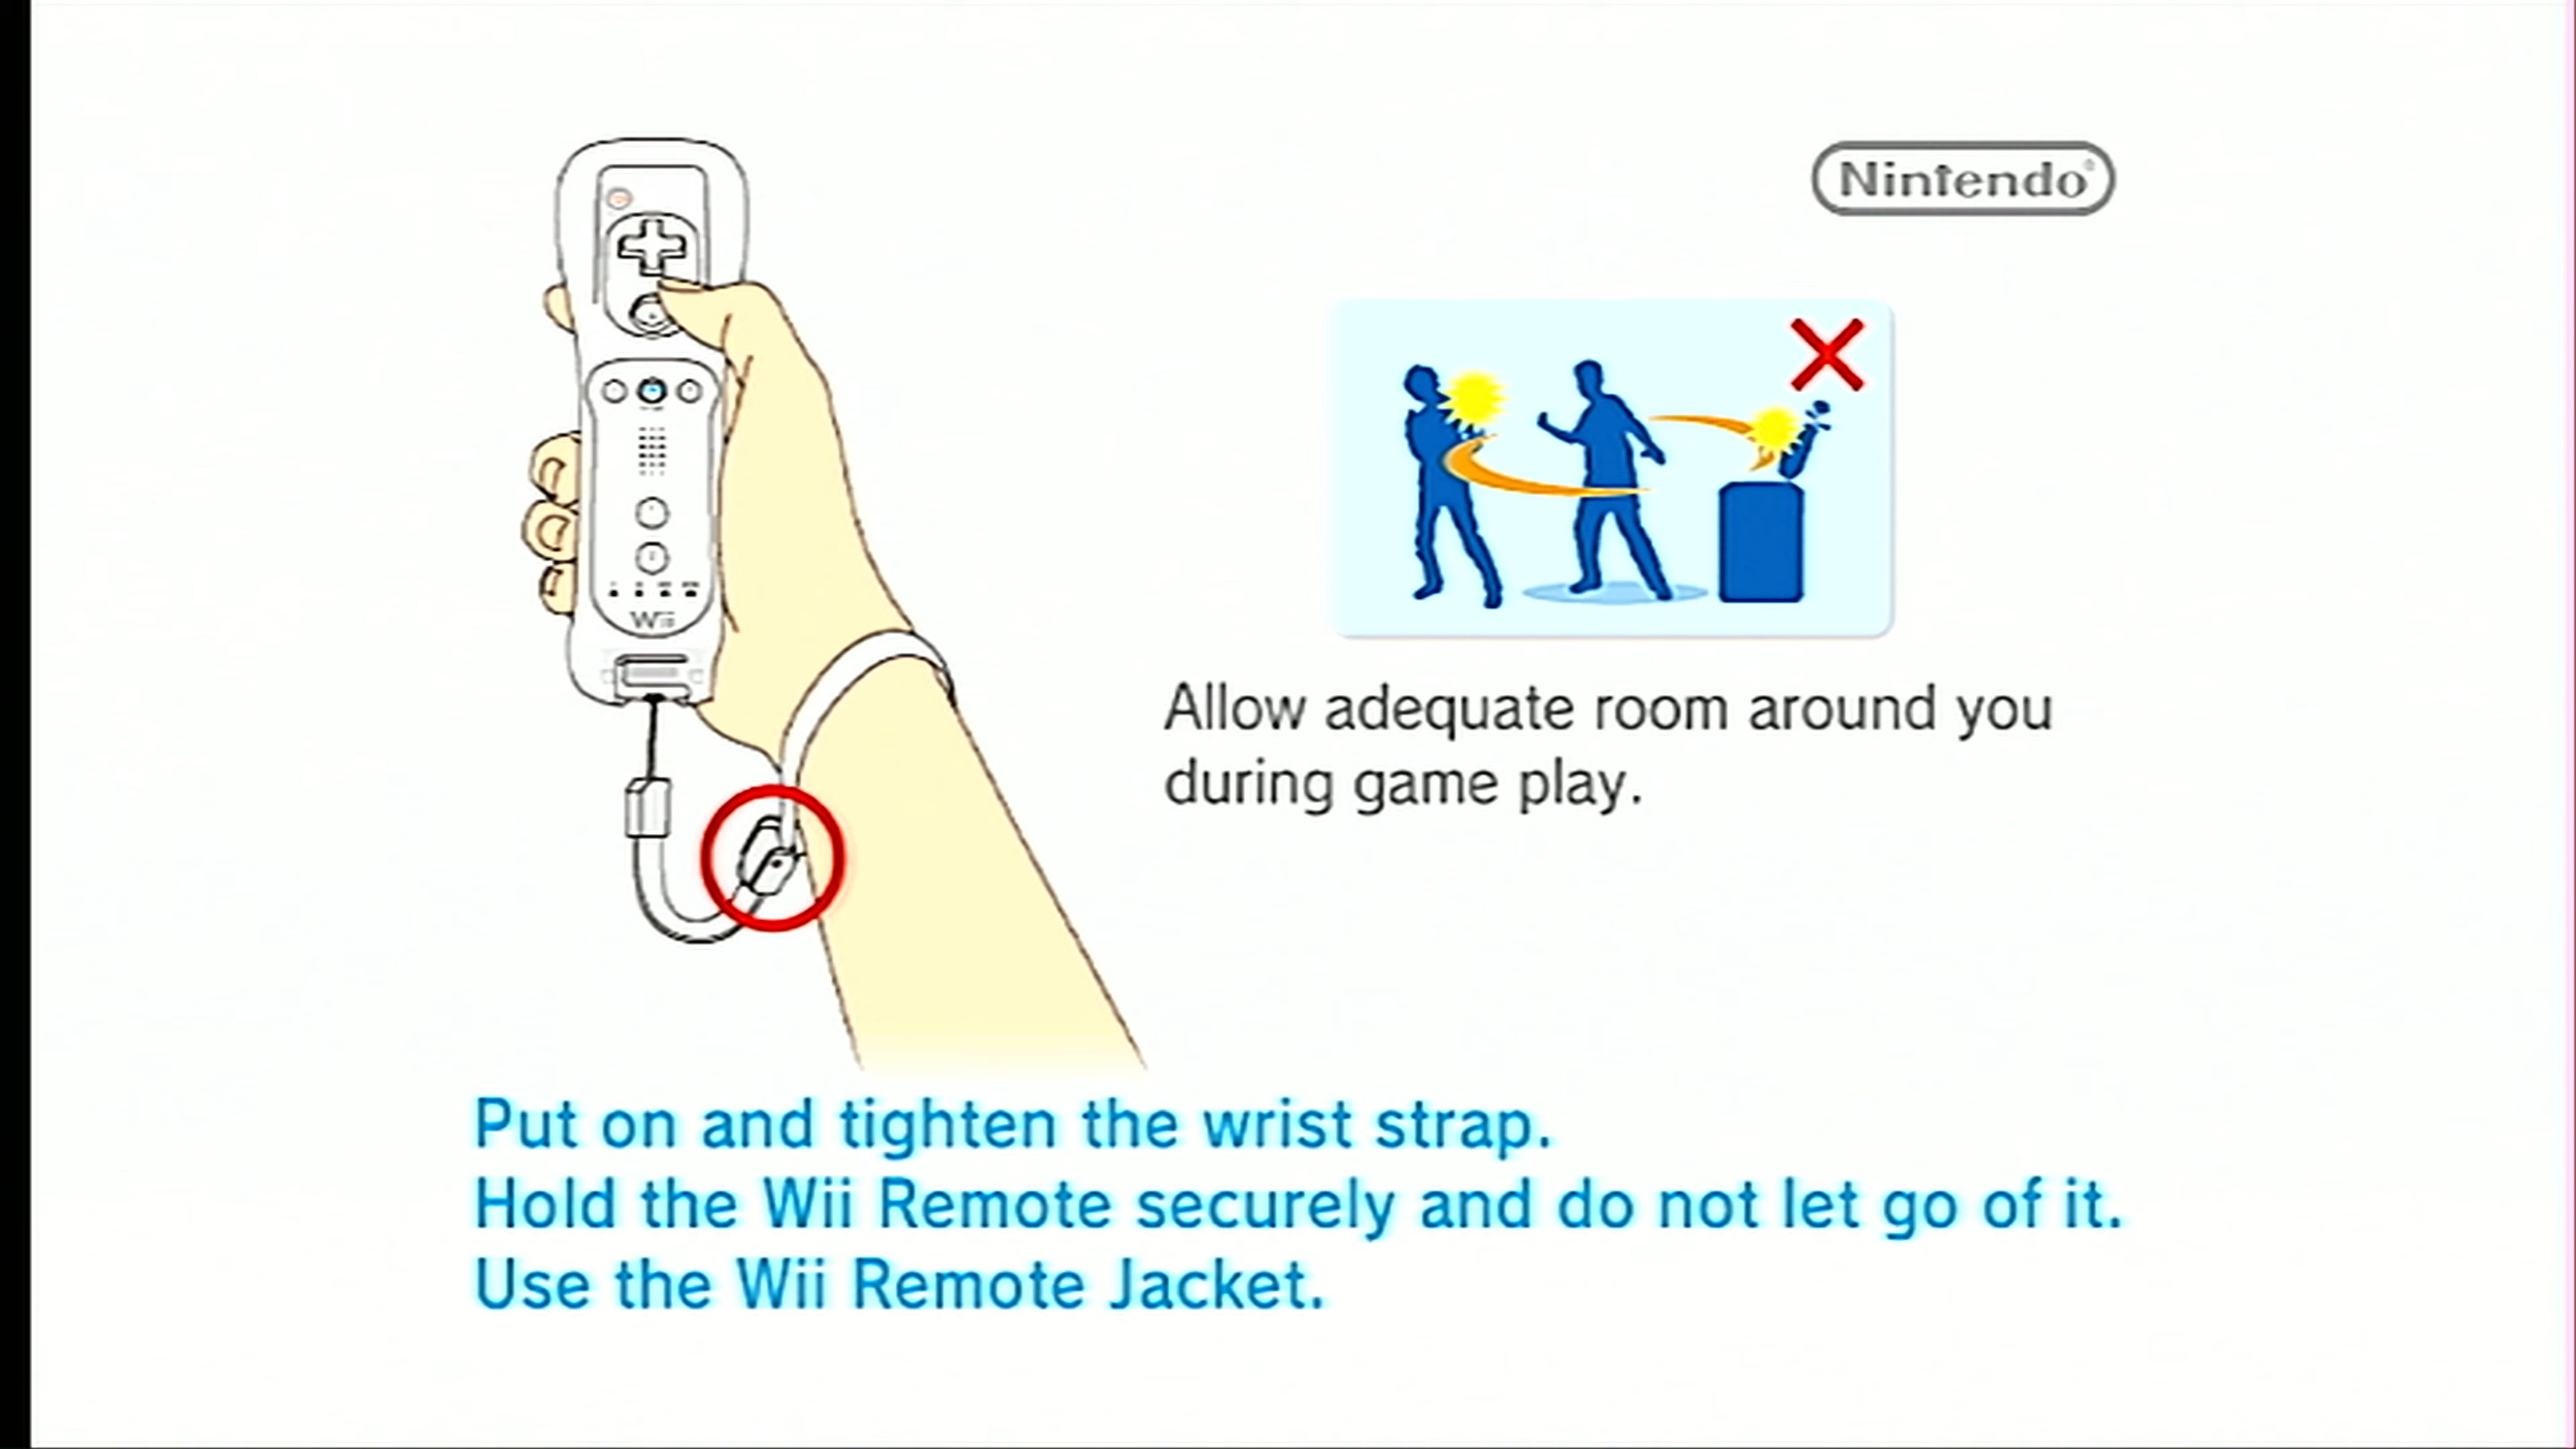 Nintendo®
Wii
Allow adequate room around you
during game play.
Put on and tighten the wrist strap.
Hold the Wii Remote securely and do not let go of it.
Use the Wii Remote Jacket.